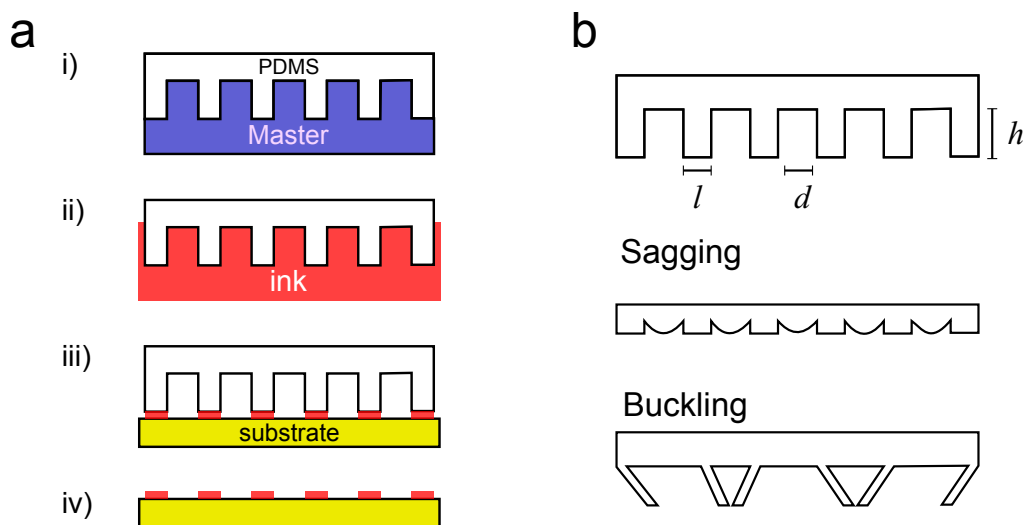 a
i)
PDMS
Master
ii)
ink
iii)
substrate
iv)
b
h
l
d
Sagging
Buckling